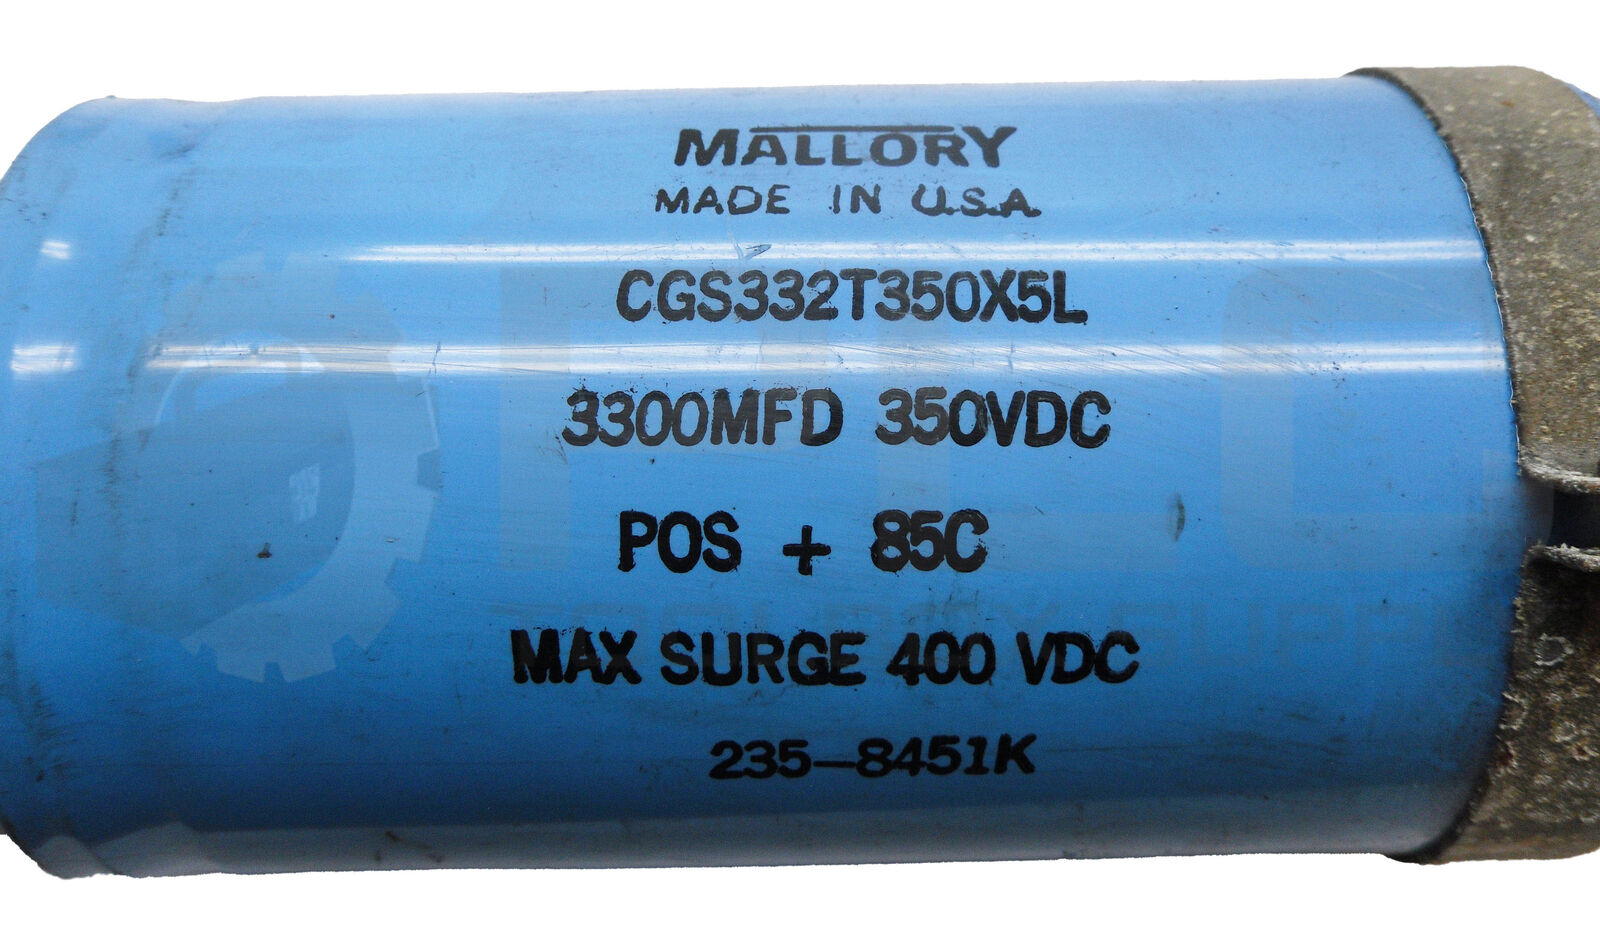 MALLORY
MADE IN U.S.A.
CGS332T350X5L
3300MFD 350VDC
POS + 85C
MAX SURGE 400 VDC
235-8451K